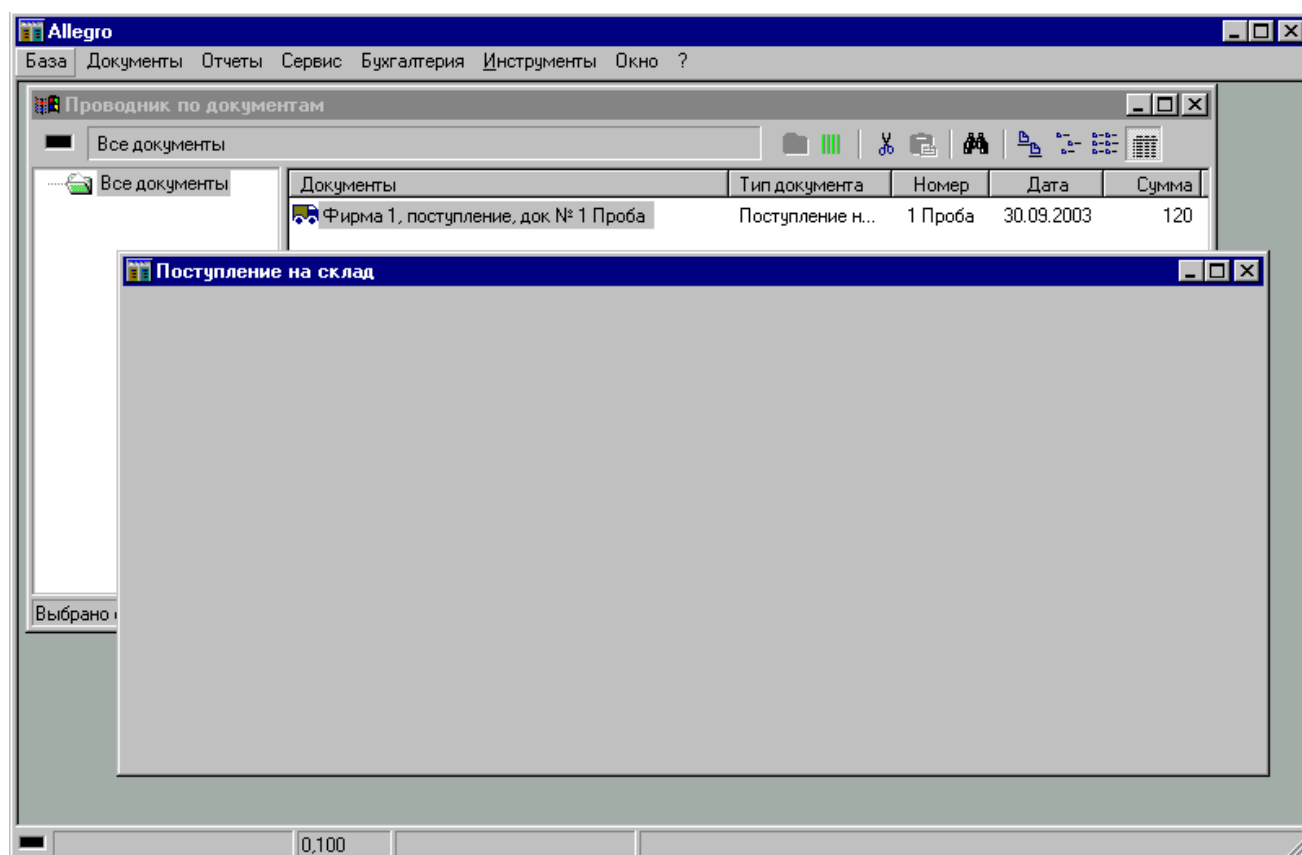 Allegro
База Документы Отчеты Сервис Бухгалтерия Инструменты Окно ?
Проводник по документам
Все документы
Все документы
Документы Тип документа Номер Дата Сумма
Фирма 1, поступление, док № 1 Проба Поступление н... 1 Проба 30.09.2003 120
Поступление на склад
Выбрано
0,100